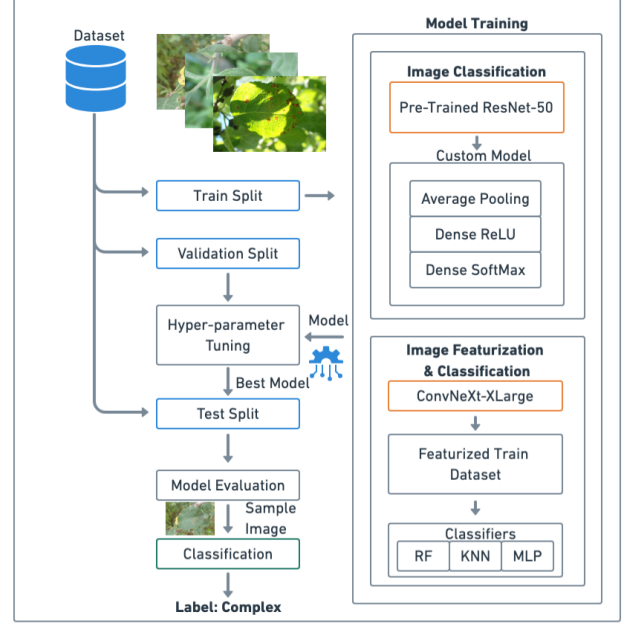 Dataset
Train Split
Validation Split
Hyper-parameter
Tuning
Model
Best Model
Test Split
Model Evaluation
Sample
Image
Classification
Label: Complex
Model Training
Image Classification
Pre-Trained ResNet-50
Custom Model
Average Pooling
Dense ReLU
Dense SoftMax
Image Featurization
& Classification
ConvNeXt-XLarge
Featurized Train
Dataset
Classifiers
RF KNN MLP